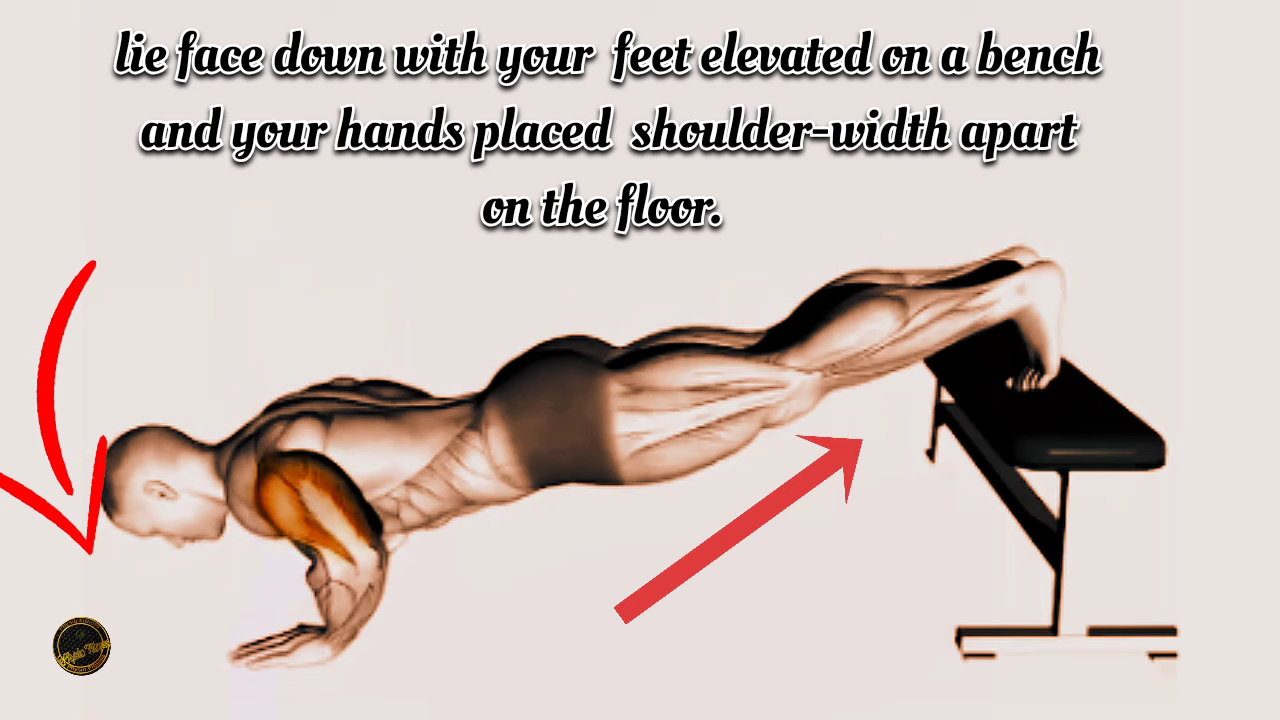 lie face down with your feet elevated on a bench
and your hands placed shoulder-width apart
on the floor.